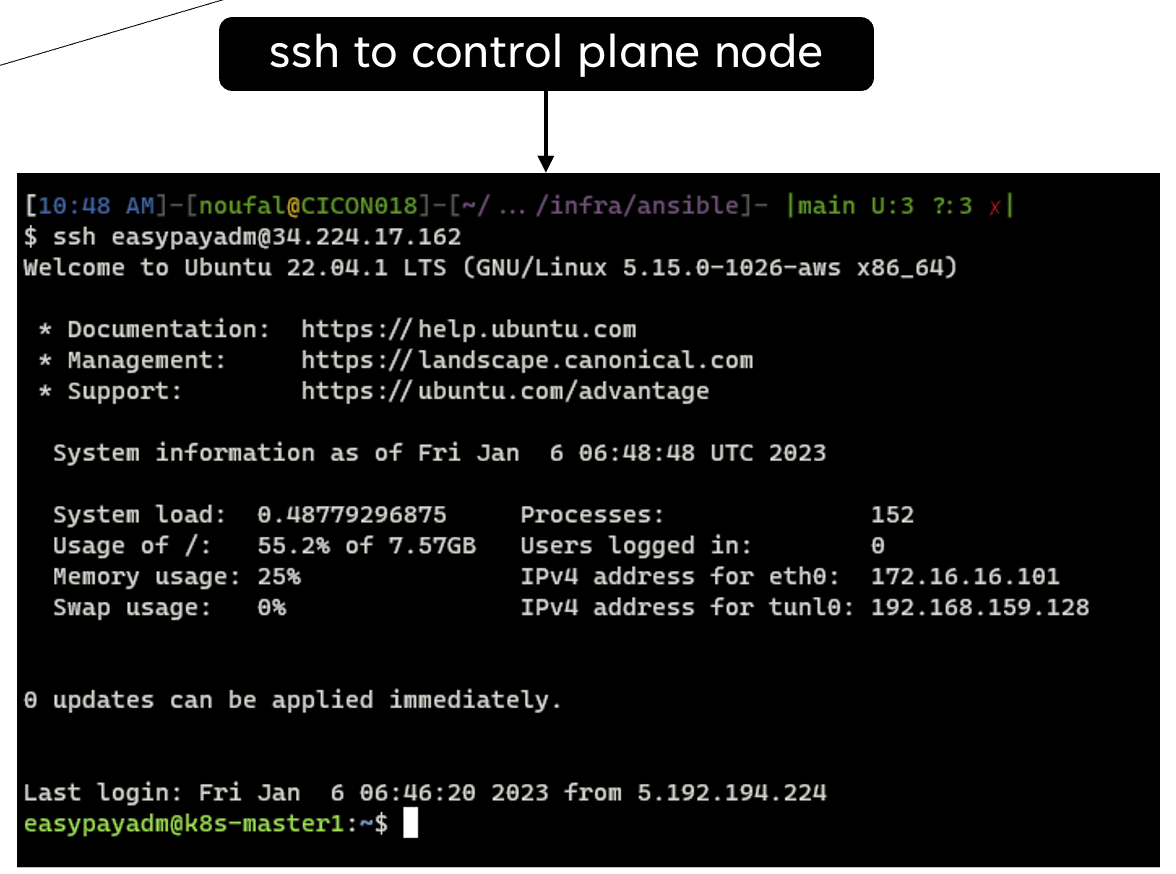 ssh to control plane node
[10:48 AM]-[noufal@CICON018]-[~/ ... /infra/ansible]- |main U:3 ?:3 ✗|
$ ssh easypayadm@34.224.17.162
Welcome to Ubuntu 22.04.1 LTS (GNU/Linux 5.15.0-1026-aws x86_64)
* Documentation:  https://help.ubuntu.com
* Management:     https://landscape.canonical.com
* Support:        https://ubuntu.com/advantage
System information as of Fri Jan  6 06:48:48 UTC 2023
System load:  0.48779296875     Processes:              152
Usage of /:   55.2% of 7.57GB   Users logged in:        0
Memory usage: 25%               IPv4 address for eth0:  172.16.16.101
Swap usage:   0%                IPv4 address for tunl0: 192.168.159.128
0 updates can be applied immediately.
Last login: Fri Jan  6 06:46:20 2023 from 5.192.194.224
easypayadm@k8s-master1:~$